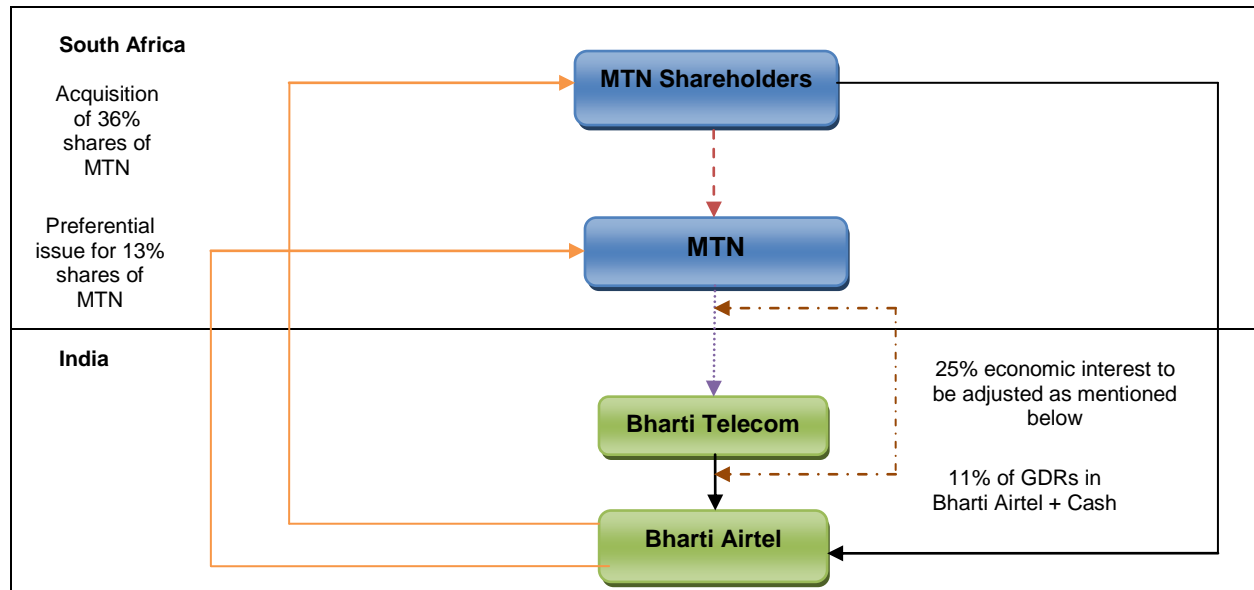 South Africa
MTN Shareholders
Acquisition
of 36%
shares of
MTN
Preferential
issue for 13%
shares of
MTN
MTN
India
25% economic interest to
be adjusted as mentioned
below
Bharti Telecom
11% of GDRs in
Bharti Airtel + Cash
Bharti Airtel